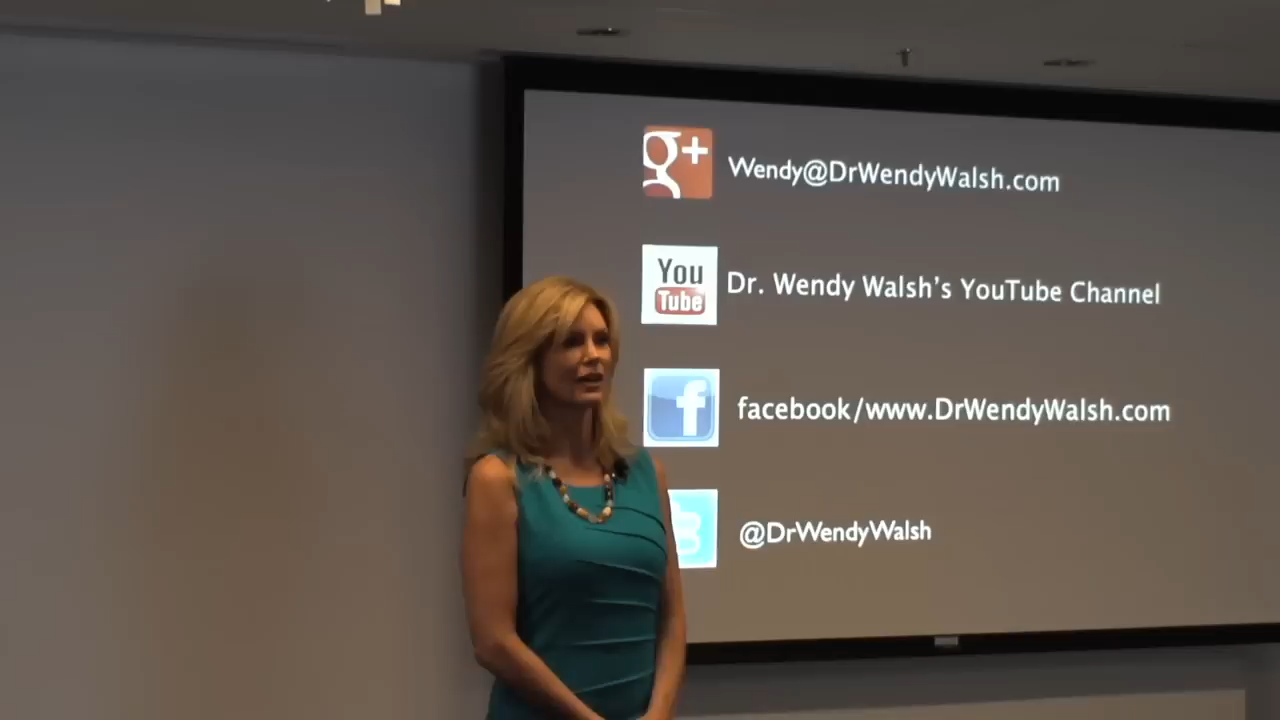 g+
Wendy@DrWendyWalsh.com
You
Tube
Dr. Wendy Walsh’s YouTube Channel
f
facebook/www.DrWendyWalsh.com
@DrWendyWalsh